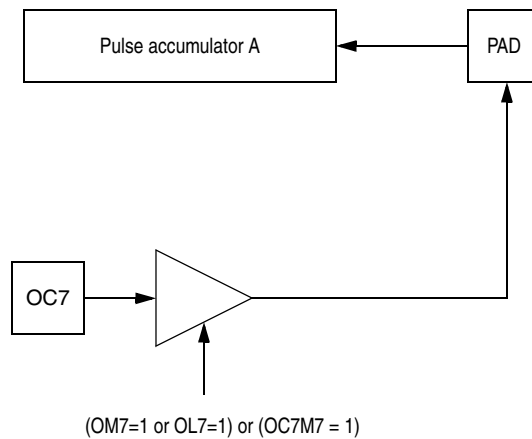 Pulse accumulator A
PAD
OC7
(OM7=1 or OL7=1) or (OC7M7 = 1)